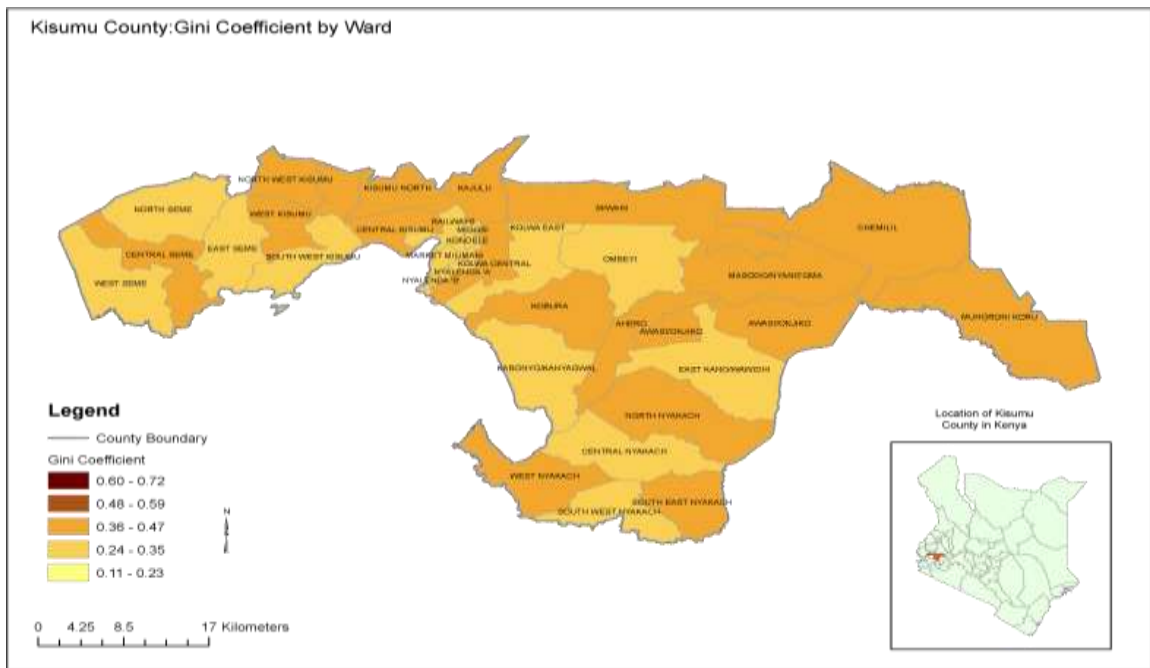 Kisumu County:Gini Coefficient by Ward
NORTH WEST KISUMU
KISUMU NORTH
KAJULU
NORTH SEME
WEST KISUMU
CHEMILIL
RAILWAYS
CENTRAL KISUMU
KOLWA EAST
KONDELE
EAST SEME
CENTRAL SEME
SOUTH WEST KISUMU
MARKET MILIMANI
KOLWA CENTRAL
OMBEYI
MASOGO/NYANG'OMA
NYALENDA 'A'
NYALENDA 'B'
WEST SEME
KOBURA
AHERO
AWASI/ONJIKO
AWASI/ONJIKO
MUHORONI KORU
KABONYO/KANYAGWAL
EAST KANO/WAWIDHI
NORTH NYAKACH
CENTRAL NYAKACH
WEST NYAKACH
SOUTH EAST NYAKACH
SOUTH WEST NYAKACH
Legend
County Boundary
Gini Coefficient
0.60 - 0.72
0.48 - 0.59
0.36 - 0.47
0.24 - 0.35
0.11 - 0.23
N
0 4.25 8.5 17 Kilometers
Location of Kisumu
County in Kenya